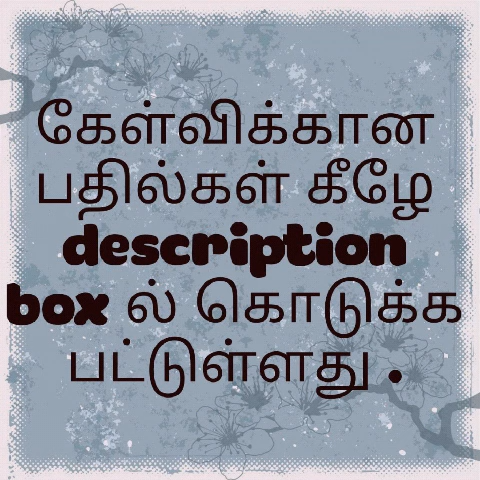 கேள்விக்கான
பதில்கள் கீழே
description
box ல் கொடுக்க
பட்டுள்ளது .